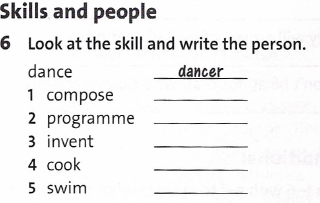 Skills and people
6 Look at the skill and write the person.
dance dancer
1 compose
2 programme
3 invent
4 cook
5 swim